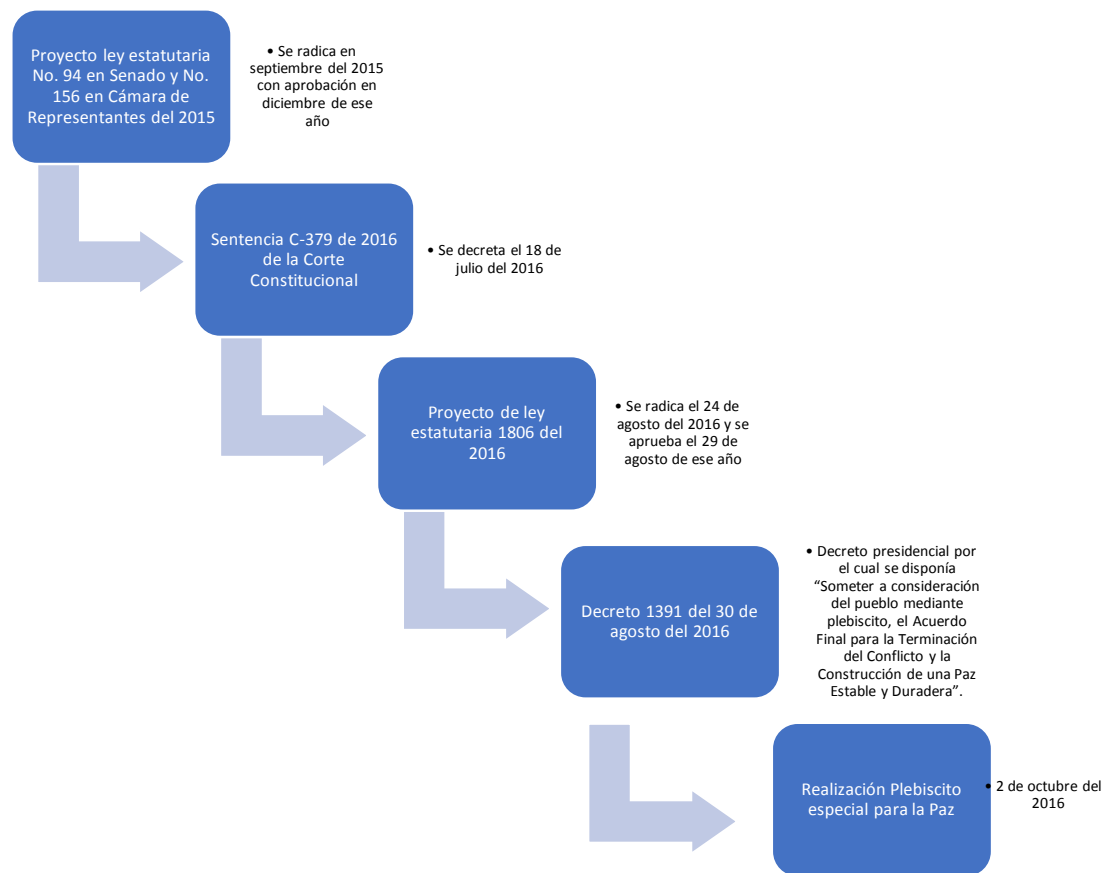 Proyecto ley estatutaria
No. 94 en Senado y No.
156 en Cámara de
Representantes del 2015
• Se radica en
septiembre del 2015
con aprobación en
diciembre de ese
año
Sentencia C-379 de 2016
de la Corte
Constitucional
• Se decreta el 18 de
julio del 2016
Proyecto de ley
estatutaria 1806 del
2016
• Se radica el 24 de
agosto del 2016 y se
aprueba el 29 de
agosto de ese año
Decreto 1391 del 30 de
agosto del 2016
• Decreto presidencial por
el cual se disponía
“Someter a consideración
del pueblo mediante
plebiscito, el Acuerdo
Final para la Terminación
del Conflicto y la
Construcción de una Paz
Estable y Duradera”.
Realización Plebiscito
especial para la Paz
• 2 de octubre del
2016